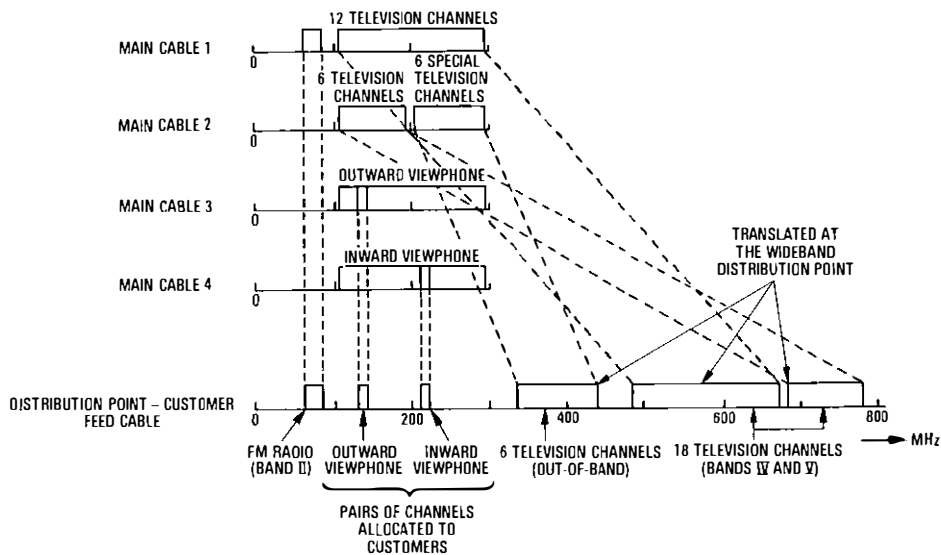 12 TELEVISION CHANNELS
MAIN CABLE 1
0
6 TELEVISION
CHANNELS
6 SPECIAL
TELEVISION
CHANNELS
MAIN CABLE 2
0
OUTWARD VIEWPHONE
MAIN CABLE 3
0
INWARD VIEWPHONE
MAIN CABLE 4
0
TRANSLATED AT
THE WIDEBAND
DISTRIBUTION POINT
DISTRIBUTION POINT – CUSTOMER
FEED CABLE
0
200
400
600
800
MHz
FM RADIO
(BAND II)
OUTWARD
VIEWPHONE
INWARD
VIEWPHONE
6 TELEVISION CHANNELS
(OUT-OF-BAND)
18 TELEVISION CHANNELS
(BANDS IV AND V)
PAIRS OF CHANNELS
ALLOCATED TO
CUSTOMERS